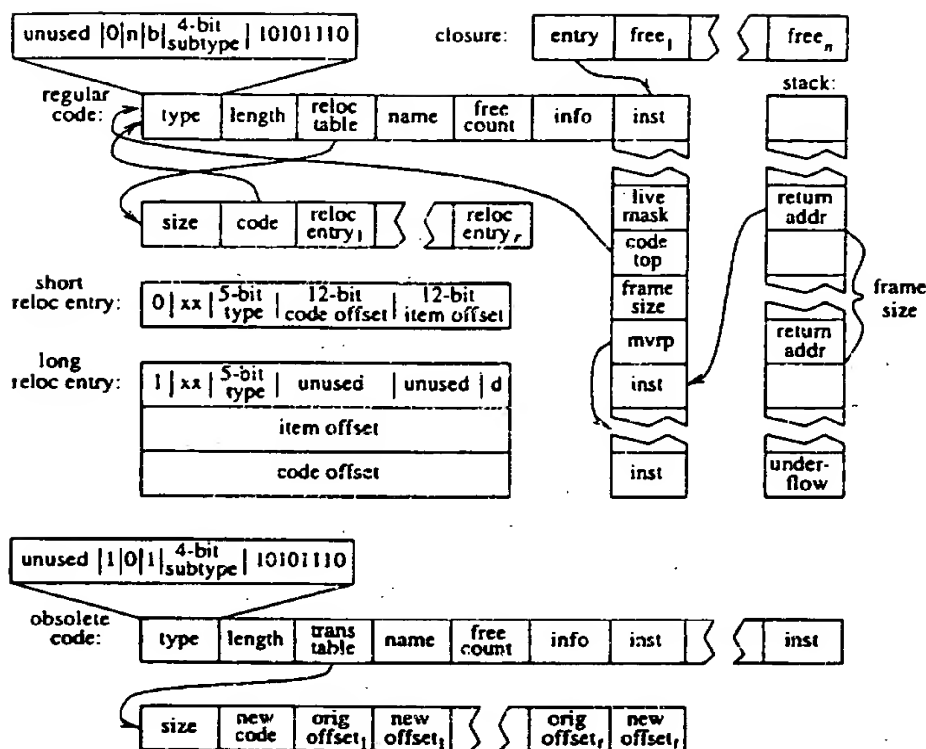 unused |0|n|b| 4-bit subtype | 10101110
closure: entry free₁ freeₙ
stack:
regular code: type length reloc table name free count info inst
size code reloc entry₁ reloc entryᵣ
live mask
return addr
code top
frame size
frame size
mvrp
return addr
inst
inst
under-flow
short reloc entry: 0 | xx | 5-bit type | 12-bit code offset | 12-bit item offset
long reloc entry: 1 | xx | 5-bit type | unused | unused | d
item offset
code offset
unused |1|0|1| 4-bit subtype | 10101110
obsolete code: type length trans table name free count info inst inst
size new code orig offset₁ new offset₁ orig offsetₜ new offsetₜ